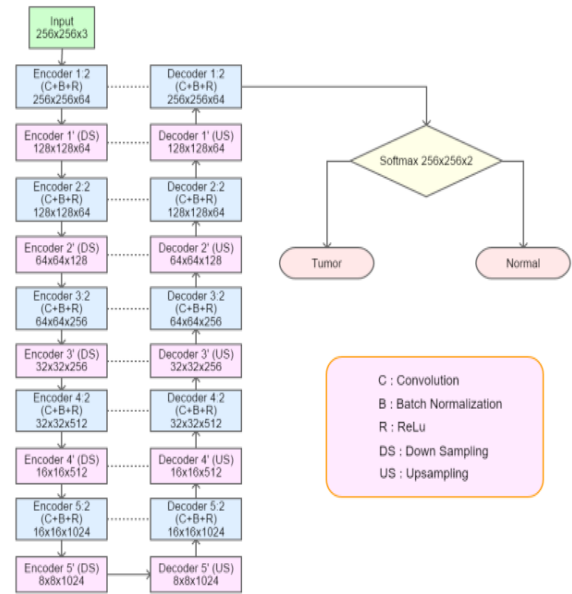 Input
256x256x3
Encoder 1:2
(C+B+R)
256x256x64
Decoder 1:2
(C+B+R)
256x256x64
Encoder 1' (DS)
128x128x64
Decoder 1' (US)
128x128x64
Softmax 256x256x2
Encoder 2:2
(C+B+R)
128x128x64
Decoder 2:2
(C+B+R)
128x128x64
Encoder 2' (DS)
64x64x128
Decoder 2' (US)
64x64x128
Tumor
Normal
Encoder 3:2
(C+B+R)
64x64x256
Decoder 3:2
(C+B+R)
64x64x256
Encoder 3' (DS)
32x32x256
Decoder 3' (US)
32x32x256
Encoder 4:2
(C+B+R)
32x32x512
Decoder 4:2
(C+B+R)
32x32x512
Encoder 4' (DS)
16x16x512
Decoder 4' (US)
16x16x512
Encoder 5:2
(C+B+R)
16x16x1024
Decoder 5:2
(C+B+R)
16x16x1024
Encoder 5' (DS)
8x8x1024
Decoder 5' (US)
8x8x1024
C : Convolution
B : Batch Normalization
R : ReLu
DS : Down Sampling
US : Upsampling